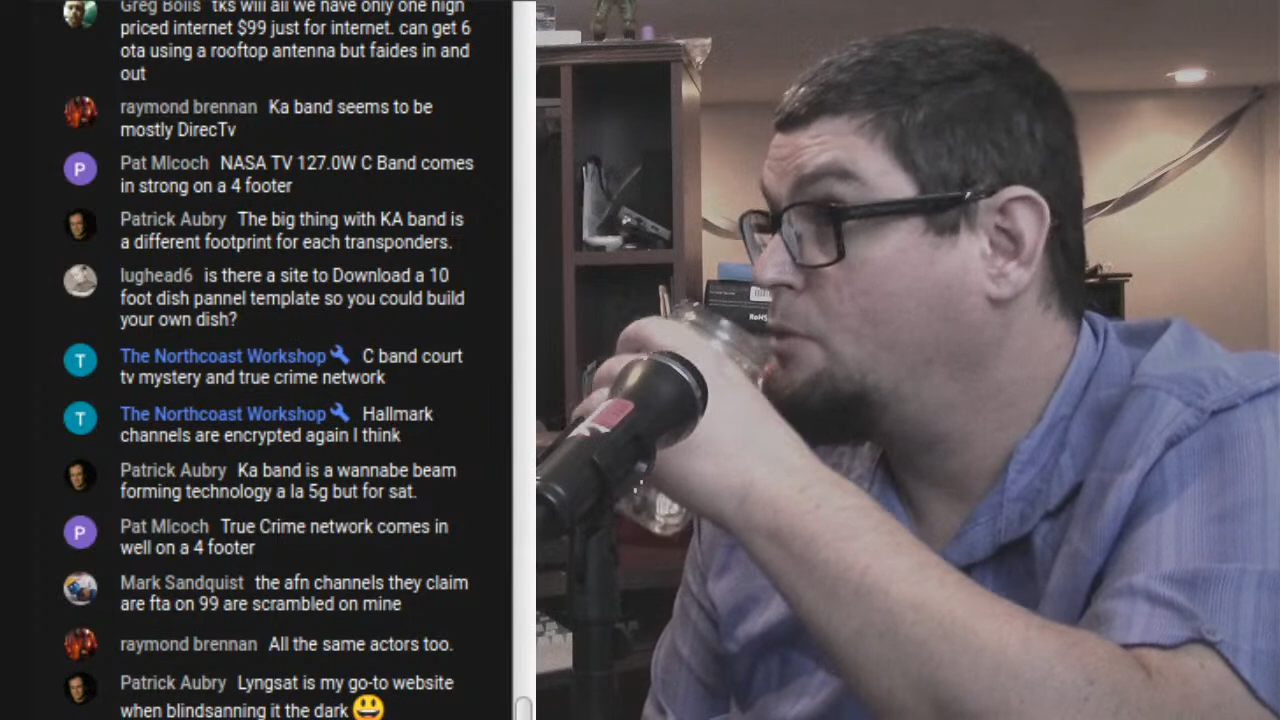 Greg Bolls tks will all we have only one high
priced internet $99 just for internet. can get 6
ota using a rooftop antenna but faides in and
out
raymond brennan Ka band seems to be
mostly DirecTv
Pat Mlcoch NASA TV 127.0W C Band comes
in strong on a 4 footer
Patrick Aubry The big thing with KA band is
a different footprint for each transponders.
lughead6 is there a site to Download a 10
foot dish pannel template so you could build
your own dish?
T The Northcoast Workshop C band court
tv mystery and true crime network
T The Northcoast Workshop Hallmark
channels are encrypted again I think
Patrick Aubry Ka band is a wannabe beam
forming technology a la 5g but for sat.
P Pat Mlcoch True Crime network comes in
well on a 4 footer
Mark Sandquist the afn channels they claim
are fta on 99 are scrambled on mine
raymond brennan All the same actors too.
Patrick Aubry Lyngsat is my go-to website
when blindsanning it the dark
RoHS